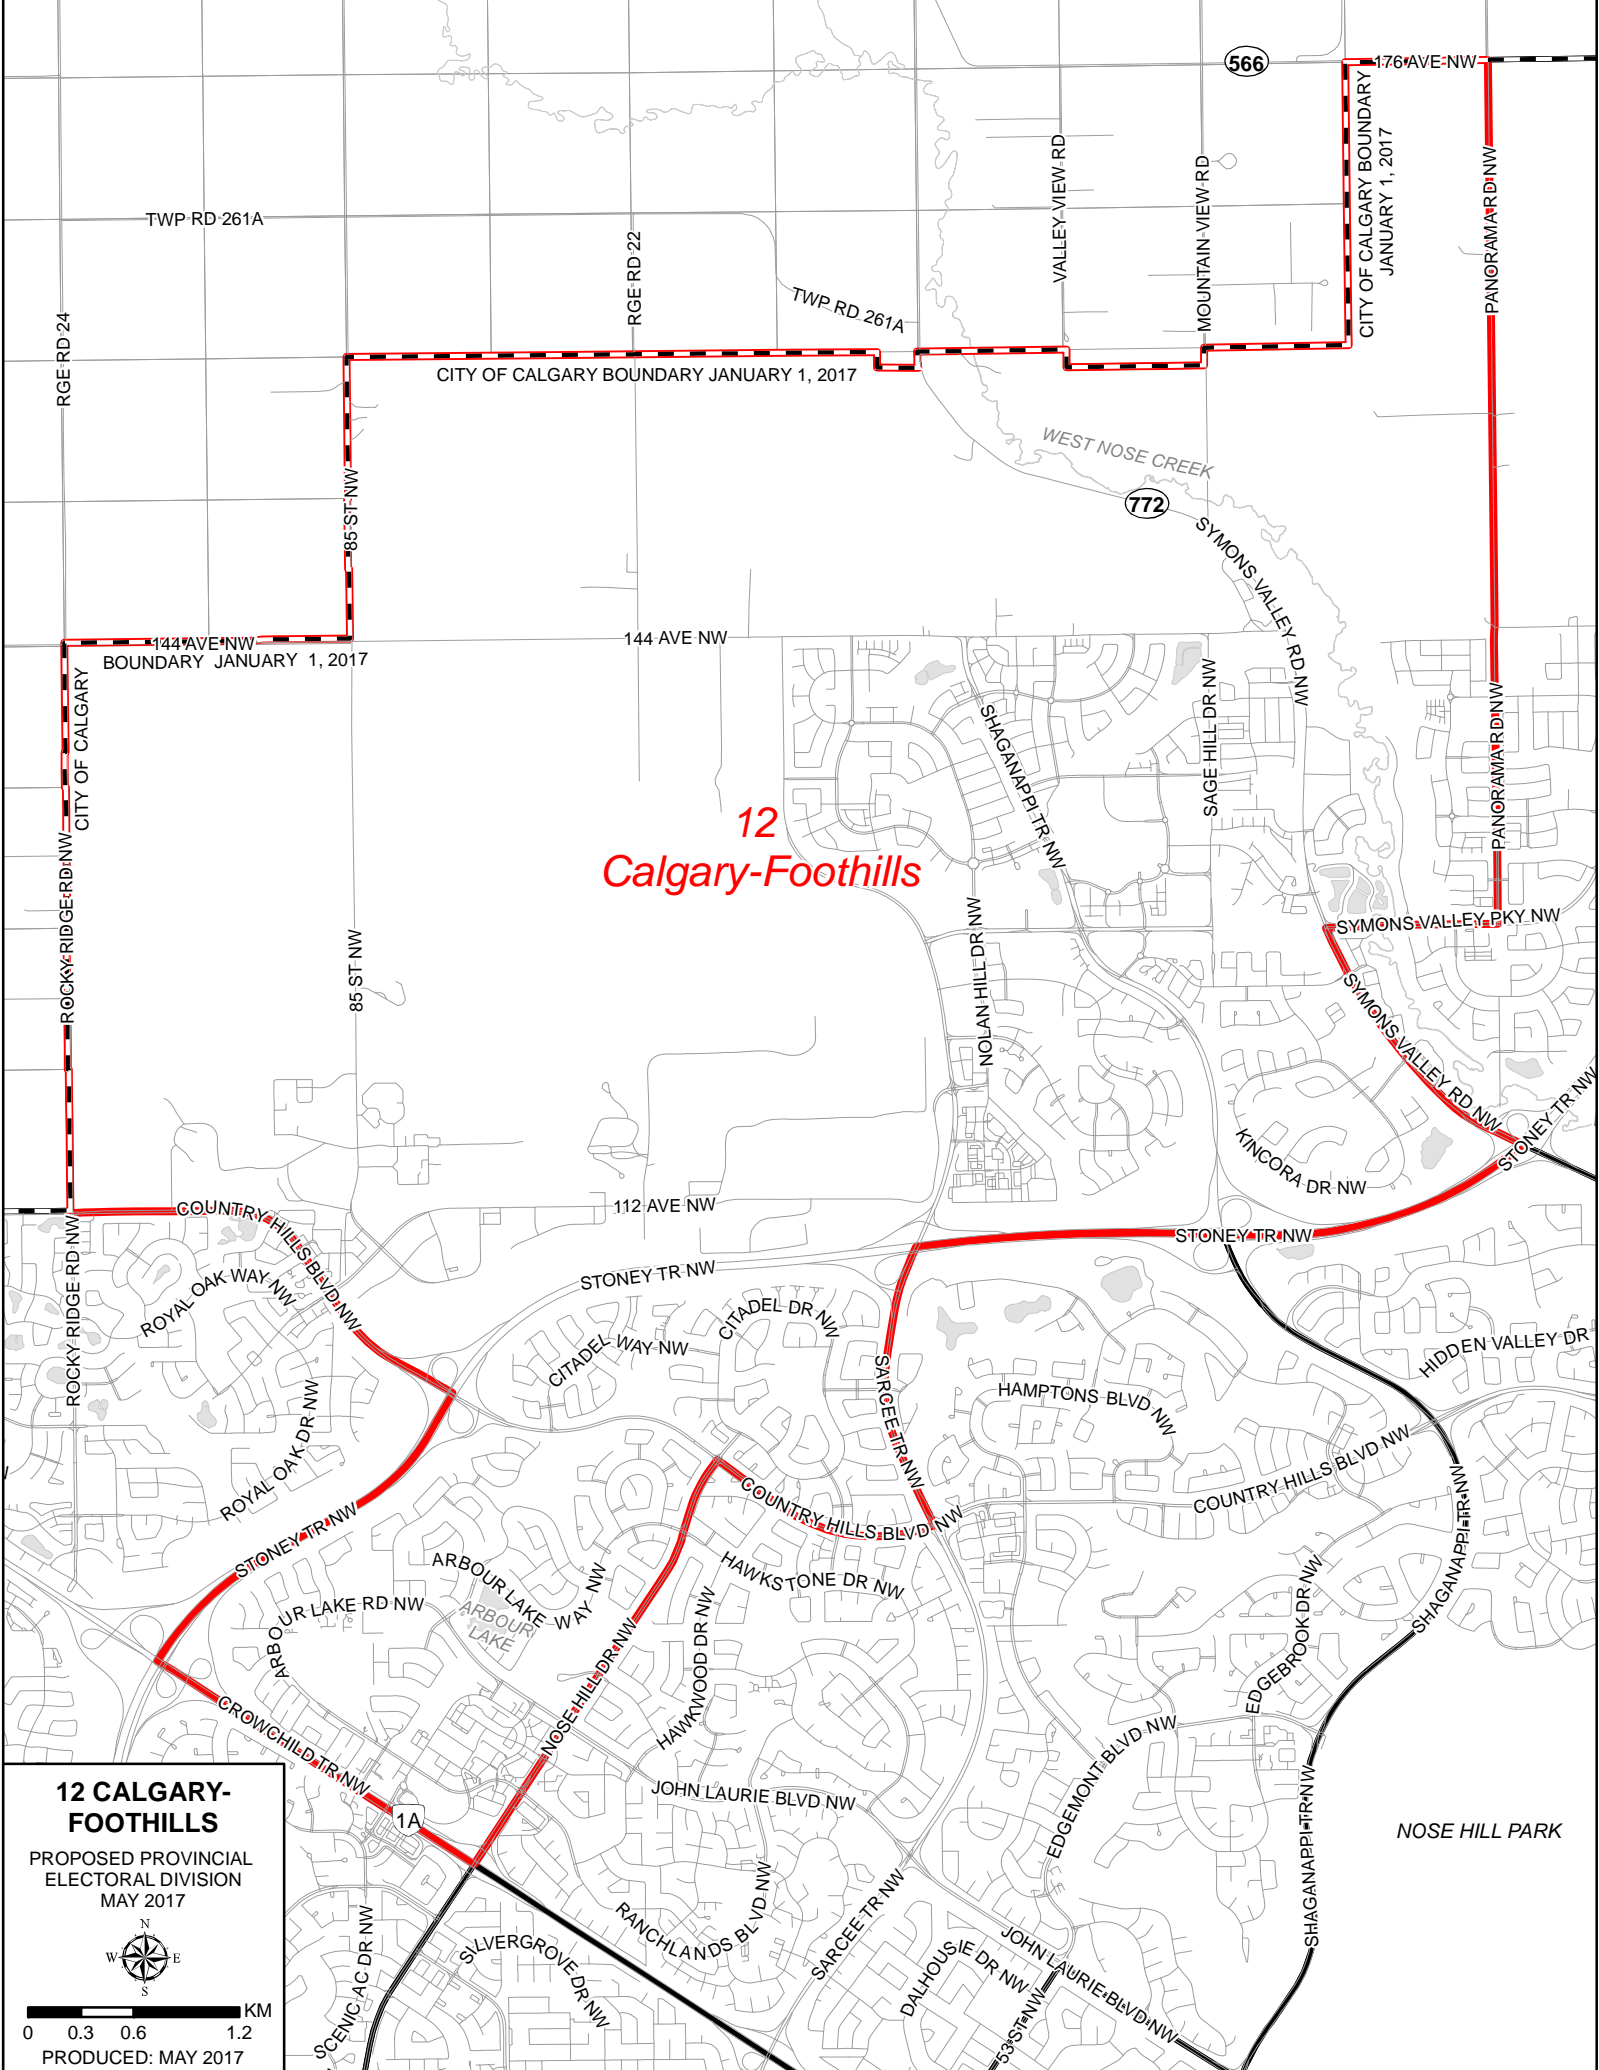 566
176 AVE NW
CITY OF CALGARY BOUNDARY
JANUARY 1, 2017
PANORAMA RD NW
VALLEY VIEW RD
MOUNTAIN VIEW RD
TWP RD 261A
RGE RD 22
TWP RD 261A
RGE RD 24
CITY OF CALGARY BOUNDARY JANUARY 1, 2017
WEST NOSE CREEK
772
85 ST NW
SYMONS VALLEY RD NW
144 AVE NW
BOUNDARY JANUARY 1, 2017
144 AVE NW
CITY OF CALGARY
SHAGANAPPI TR NW
SAGE HILL DR NW
PANORAMA RD NW
12
Calgary-Foothills
ROCKY RIDGE RD NW
85 ST NW
NOLAN HILL DR NW
SYMONS VALLEY PKY NW
SYMONS VALLEY RD NW
STONEY TR NW
KINCORA DR NW
112 AVE NW
COUNTRY HILLS BLVD NW
ROCKY RIDGE RD NW
ROYAL OAK WAY NW
STONEY TR NW
STONEY TR NW
CITADEL DR NW
CITADEL WAY NW
SARCEE TR NW
HAMPTONS BLVD NW
HIDDEN VALLEY DR
ROYAL OAK DR NW
COUNTRY HILLS BLVD NW
COUNTRY HILLS BLVD NW
SHAGANAPPI TR NW
STONEY TR NW
ARBOUR LAKE WAY NW
HAWKSTONE DR NW
ARBOUR LAKE RD NW
ARBOUR
LAKE
HAWKWOOD DR NW
NOSE HILL DR NW
EDGEBROOK DR NW
CROWCHILD TR NW
1A
JOHN LAURIE BLVD NW
EDGEMONT BLVD NW
SHAGANAPPI TR NW
NOSE HILL PARK
RANCHLANDS BLVD NW
SARCEE TR NW
SILVERGROVE DR NW
SCENIC AC DR NW
DALHOUSIE DR NW
JOHN LAURIE BLVD NW
53 ST NW
12 CALGARY-
FOOTHILLS
PROPOSED PROVINCIAL
ELECTORAL DIVISION
MAY 2017
N
W E
S
KM
0 0.3 0.6 1.2
PRODUCED: MAY 2017